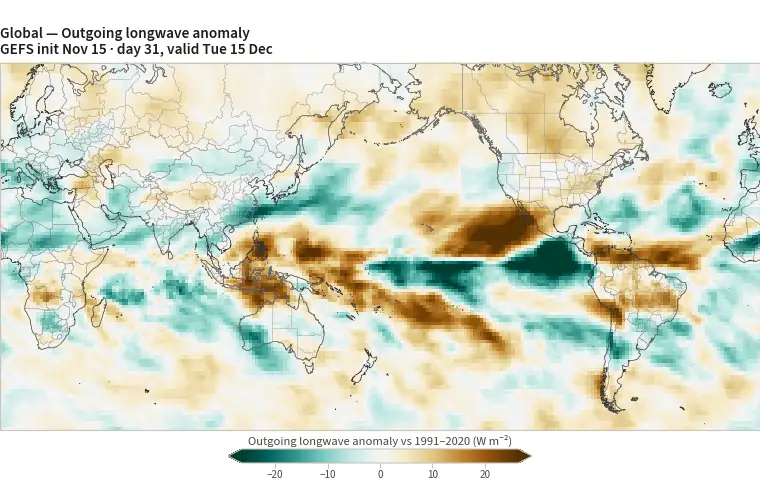 Global — Outgoing longwave anomaly
GEFS init Nov 15 · day 31, valid Tue 15 Dec
Outgoing longwave anomaly vs 1991–2020 (W m⁻²)
−20 −10 0 10 20